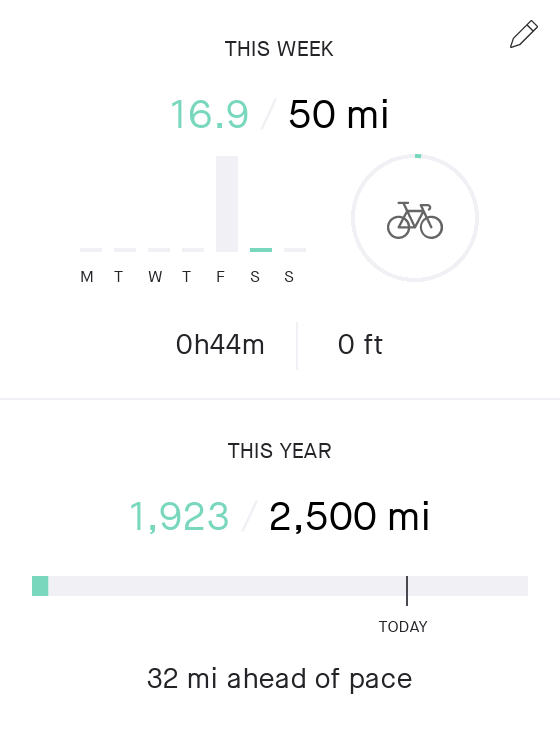 THIS WEEK
16.9 / 50 mi
M T W T F S S
0h44m 0 ft
THIS YEAR
1,923 / 2,500 mi
TODAY
32 mi ahead of pace